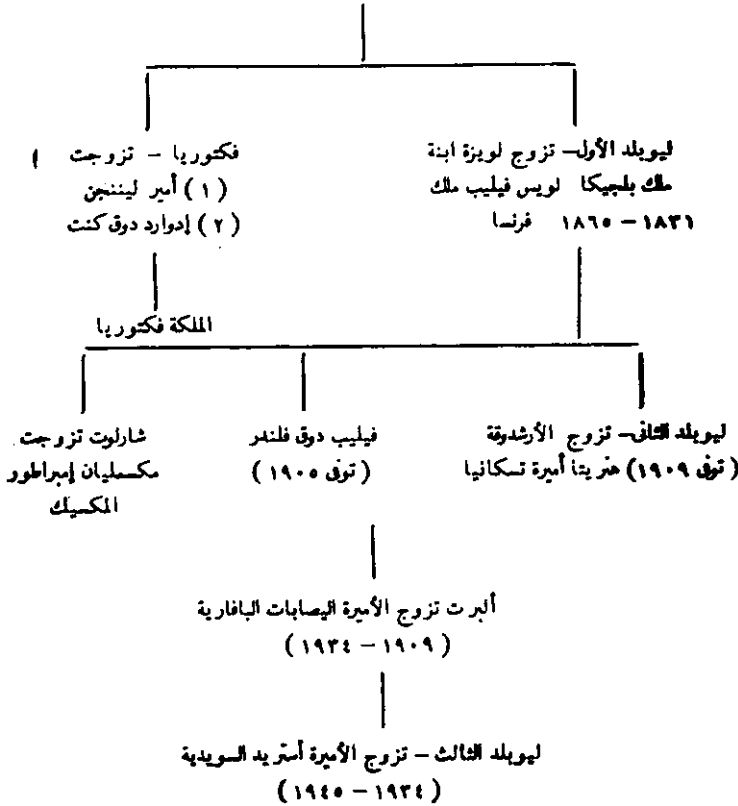 ليوبلد الأول – تزوج لويزة ابنة
ملك بلجيكا لويس فيليب ملك
١٨٣١ – ١٨٦٥ فرنسا
فكتوريا – تزوجت
(١) أمير ليننجن
(٢) إدوارد دوق كنت
الملكة فكتوريا
ليوبلد الثانى – تزوج الأرشدوقة
(توفى ١٩٠٩) هنريتا أميرة تسكانيا
فيليب دوق فلندر
(توفى ١٩٠٥)
شارلوت تزوجت
مكسمليان إمبراطور
المكسيك
ألبرت تزوج الأميرة اليصابات البافارية
(١٩٠٩ – ١٩٣٤)
ليوبلد الثالث – تزوج الأميرة أستريد السويدية
(١٩٣٤ – ١٩٤٥)